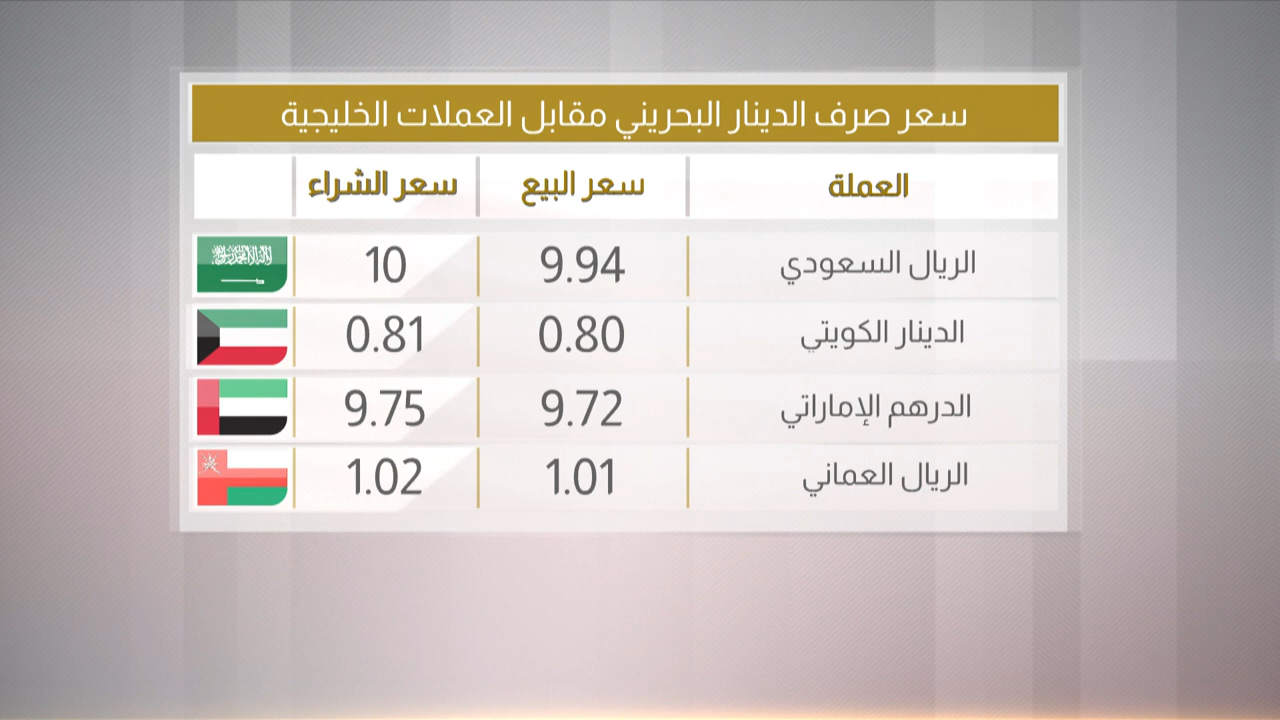 سعر صرف الدينار البحريني مقابل العملات الخليجية
العملة سعر البيع سعر الشراء
الريال السعودي 9.94 10
الدينار الكويتي 0.80 0.81
الدرهم الإماراتي 9.72 9.75
الريال العماني 1.01 1.02